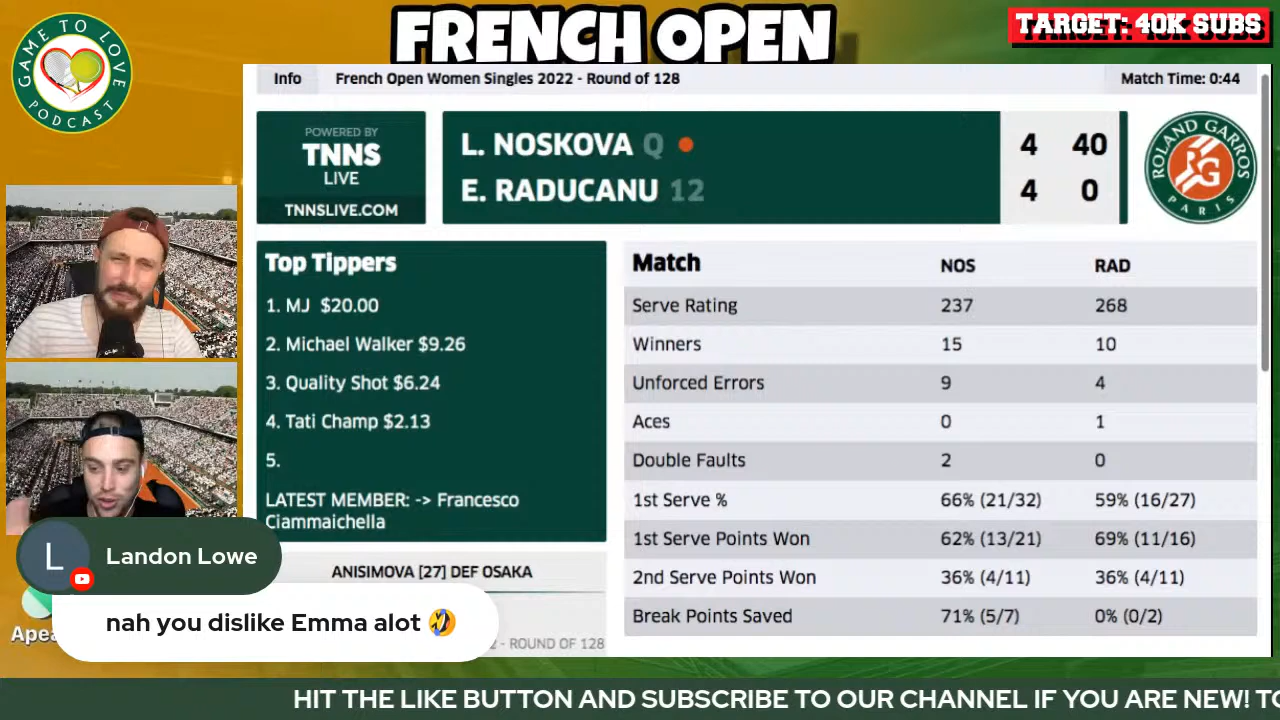 GAME TO LOVE
PODCAST
FRENCH OPEN
TARGET: 40K SUBS
Info French Open Women Singles 2022 - Round of 128 Match Time: 0:44
POWERED BY
TNNS
LIVE
TNNSLIVE.COM
L. NOSKOVA Q 4 40
E. RADUCANU 12 4 0
ROLAND GARROS
RG
PARIS
Top Tippers
1. MJ $20.00
2. Michael Walker $9.26
3. Quality Shot $6.24
4. Tati Champ $2.13
5.
LATEST MEMBER: -> Francesco
Ciammaichella
ANISIMOVA [27] DEF OSAKA
- ROUND OF 128
Match NOS RAD
Serve Rating 237 268
Winners 15 10
Unforced Errors 9 4
Aces 0 1
Double Faults 2 0
1st Serve % 66% (21/32) 59% (16/27)
1st Serve Points Won 62% (13/21) 69% (11/16)
2nd Serve Points Won 36% (4/11) 36% (4/11)
Break Points Saved 71% (5/7) 0% (0/2)
L
Landon Lowe
nah you dislike Emma alot 🤣
HIT THE LIKE BUTTON AND SUBSCRIBE TO OUR CHANNEL IF YOU ARE NEW!